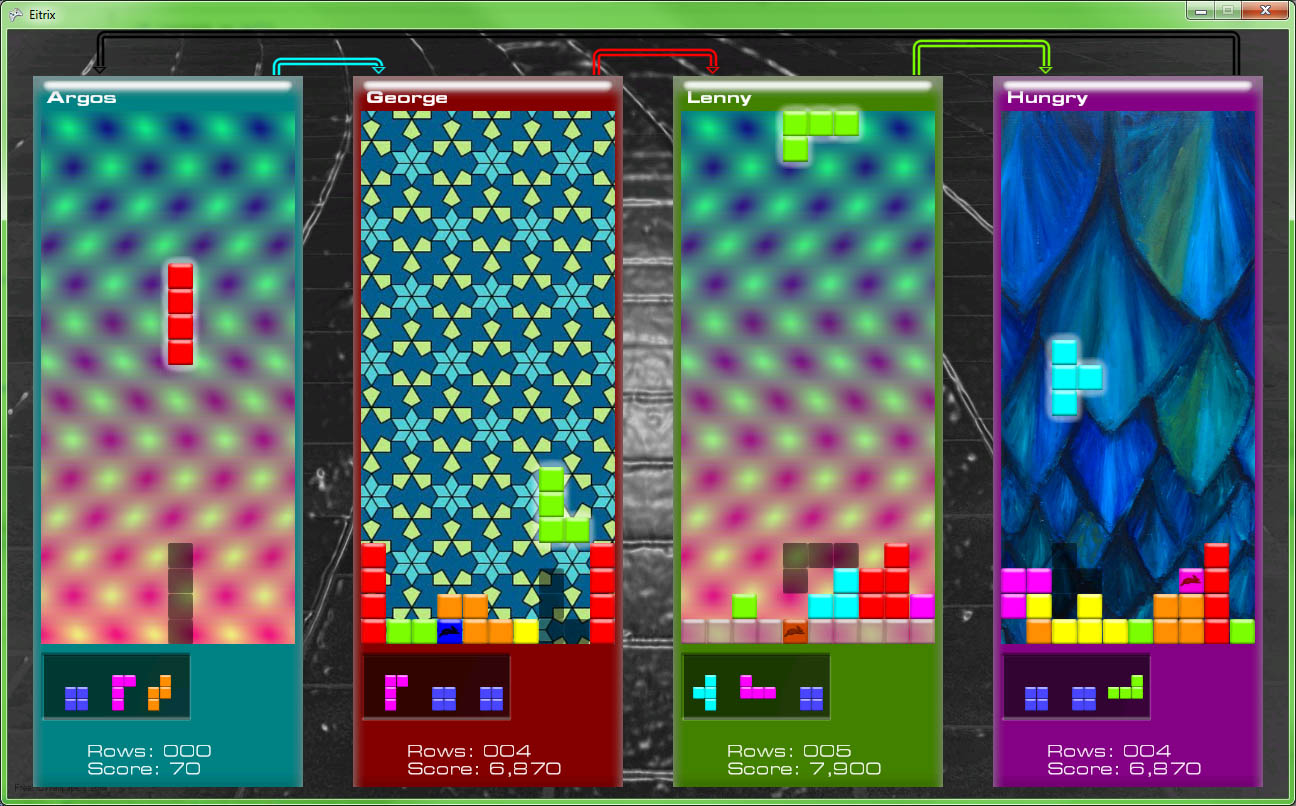 Eitrix
Argos
George
Lenny
Hungry
Rows: 000
Score: 70
Rows: 004
Score: 6,870
Rows: 005
Score: 7,900
Rows: 004
Score: 6,870